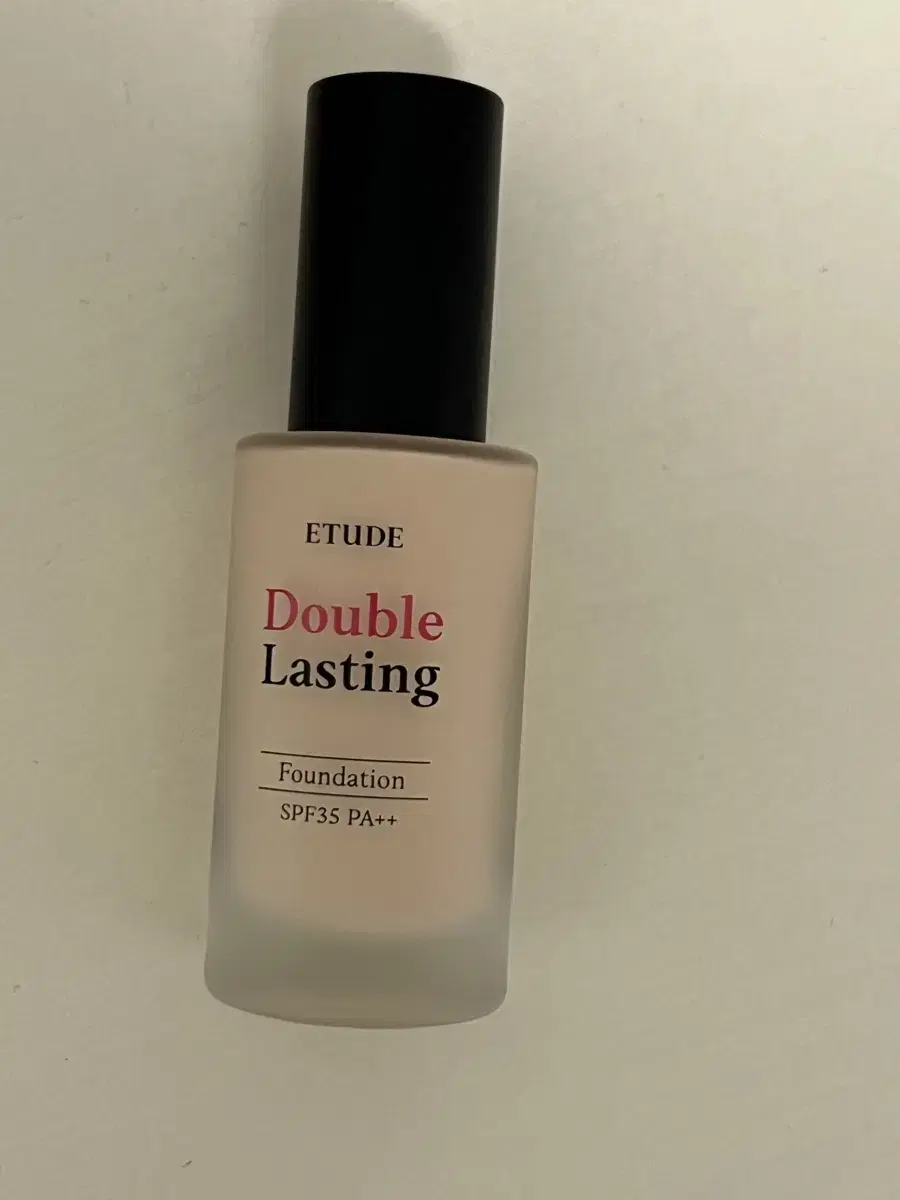 ETUDE
Double
Lasting
Foundation
SPF35 PA++